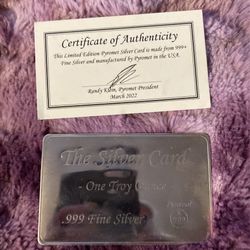 Certificate of Authenticity
This Limited Edition Pyromet Silver Card is made from 999+
Fine Silver and manufactured by Pyromet in the USA.
Randy Klein, Pyromet President
March 2022
The Silver Card
- One Troy Ounce -
.999 Fine Silver
Pyromet